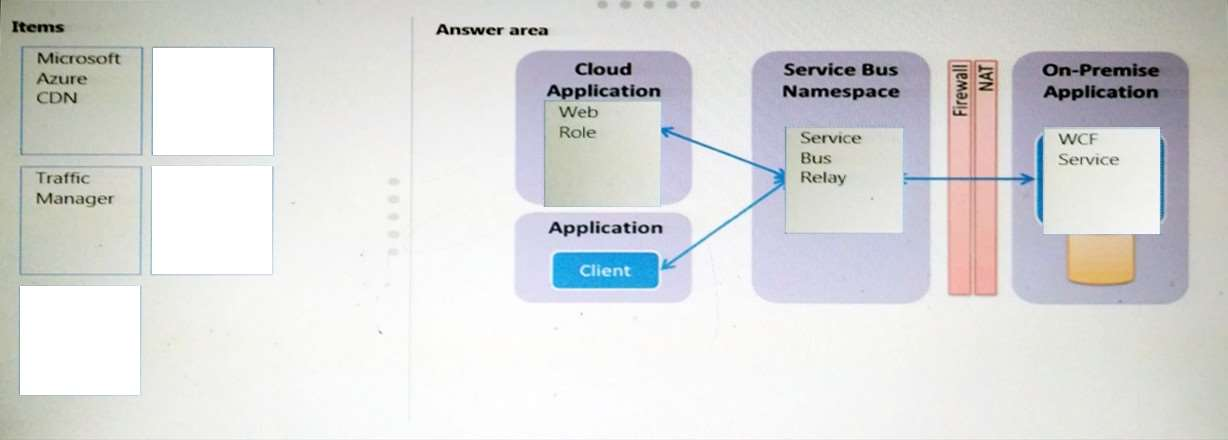 Items
Microsoft
Azure
CDN
Traffic
Manager
Answer area
Cloud
Application
Web
Role
Application
Client
Service Bus
Namespace
Service
Bus
Relay
Firewall
NAT
On-Premise
Application
WCF
Service